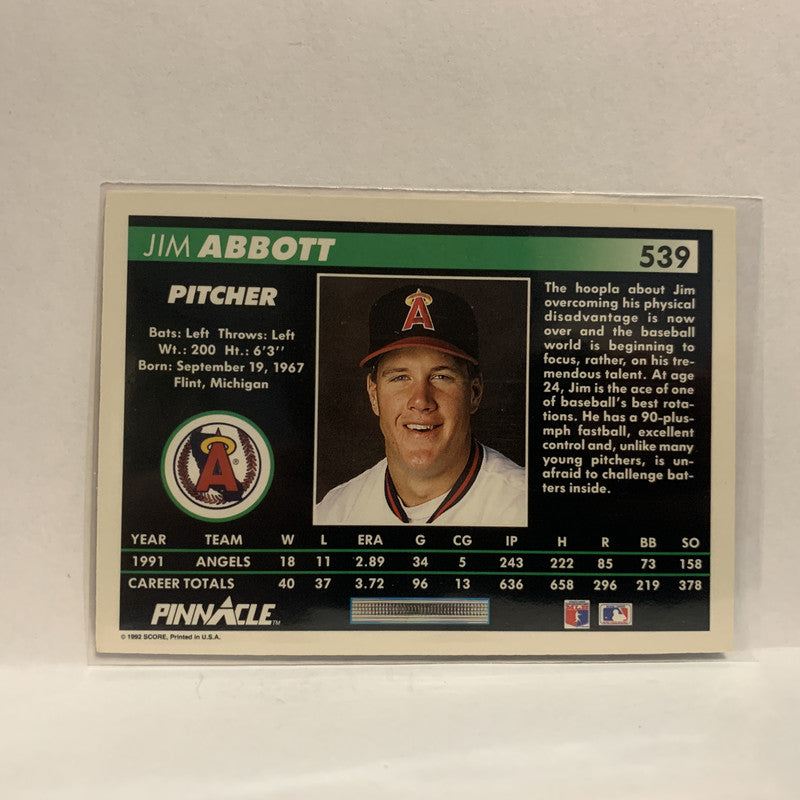 JIM ABBOTT
539
PITCHER
Bats: Left Throws: Left
Wt.: 200 Ht.: 6'3''
Born: September 19, 1967
Flint, Michigan
A
®
A
The hoopla about Jim
overcoming his physical
disadvantage is now
over and the baseball
world is beginning to
focus, rather, on his tre-
mendous talent. At age
24, Jim is the ace of one
of baseball's best rota-
tions. He has a 90-plus-
mph fastball, excellent
control and, unlike many
young pitchers, is un-
afraid to challenge bat-
ters inside.
YEAR TEAM W L ERA G CG IP H R BB SO
1991 ANGELS 18 11 2.89 34 5 243 222 85 73 158
CAREER TOTALS 40 37 3.72 96 13 636 658 296 219 378
PINNACLE™
© 1992 SCORE, Printed in U.S.A.